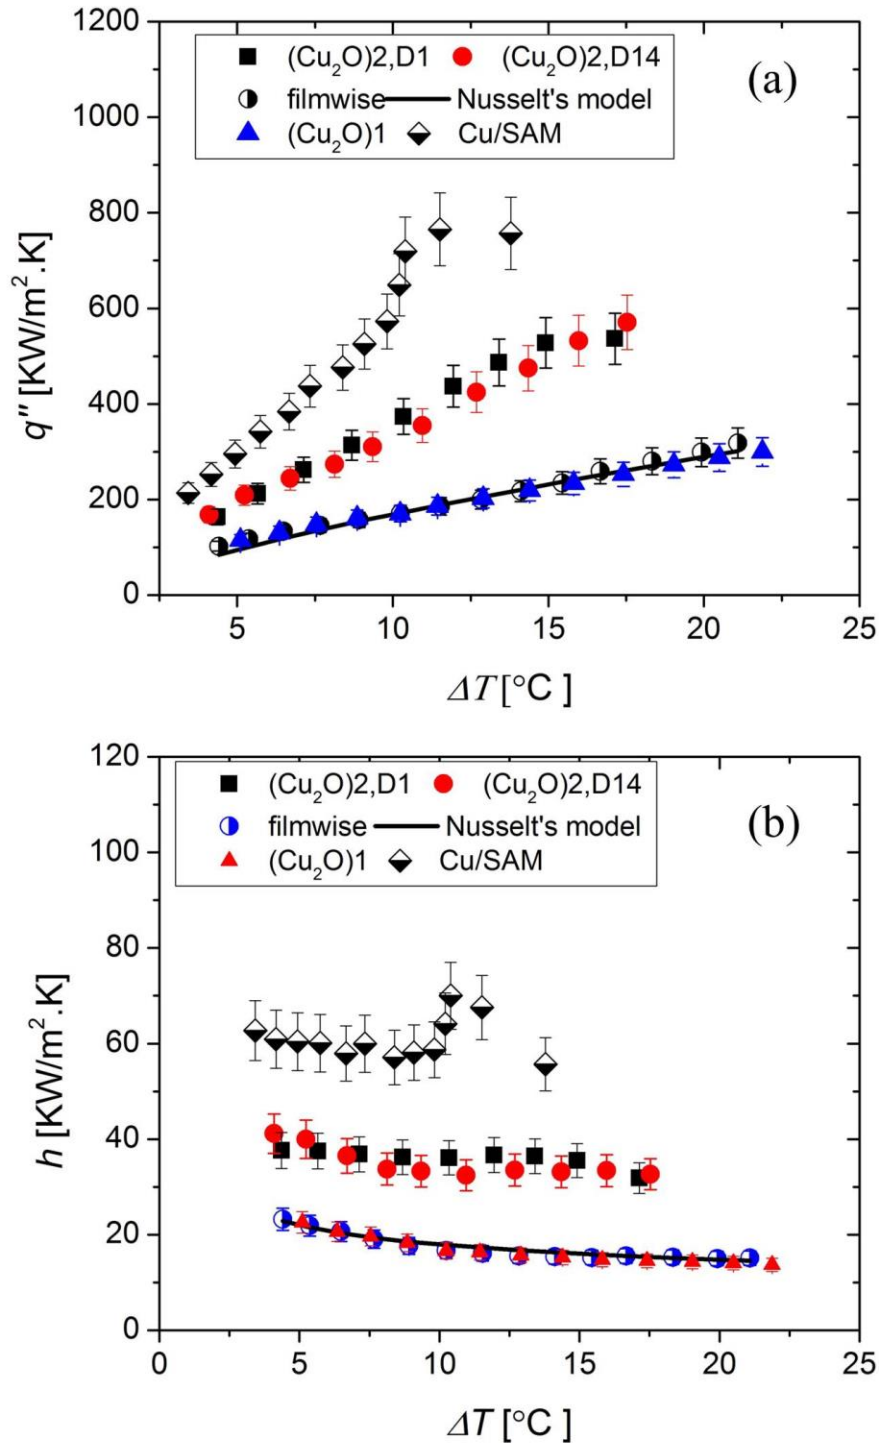 1200
(Cu₂O)2,D1 (Cu₂O)2,D14
(a)
filmwise Nusselt's model
1000
(Cu₂O)1 Cu/SAM
800
600
400
200
0
q″ [KW/m².K]
5 10 15 20 25
ΔT [°C ]
120
(Cu₂O)2,D1 (Cu₂O)2,D14
(b)
filmwise Nusselt's model
100
(Cu₂O)1 Cu/SAM
80
60
40
20
0
h [KW/m².K]
0 5 10 15 20 25
ΔT [°C ]